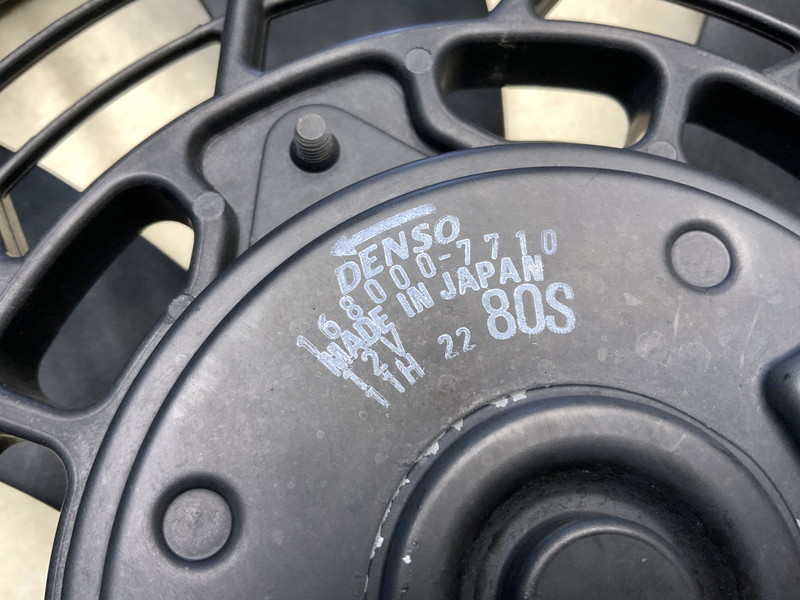 DENSO
168000-7710
MADE IN JAPAN
12V
11H 22 80S